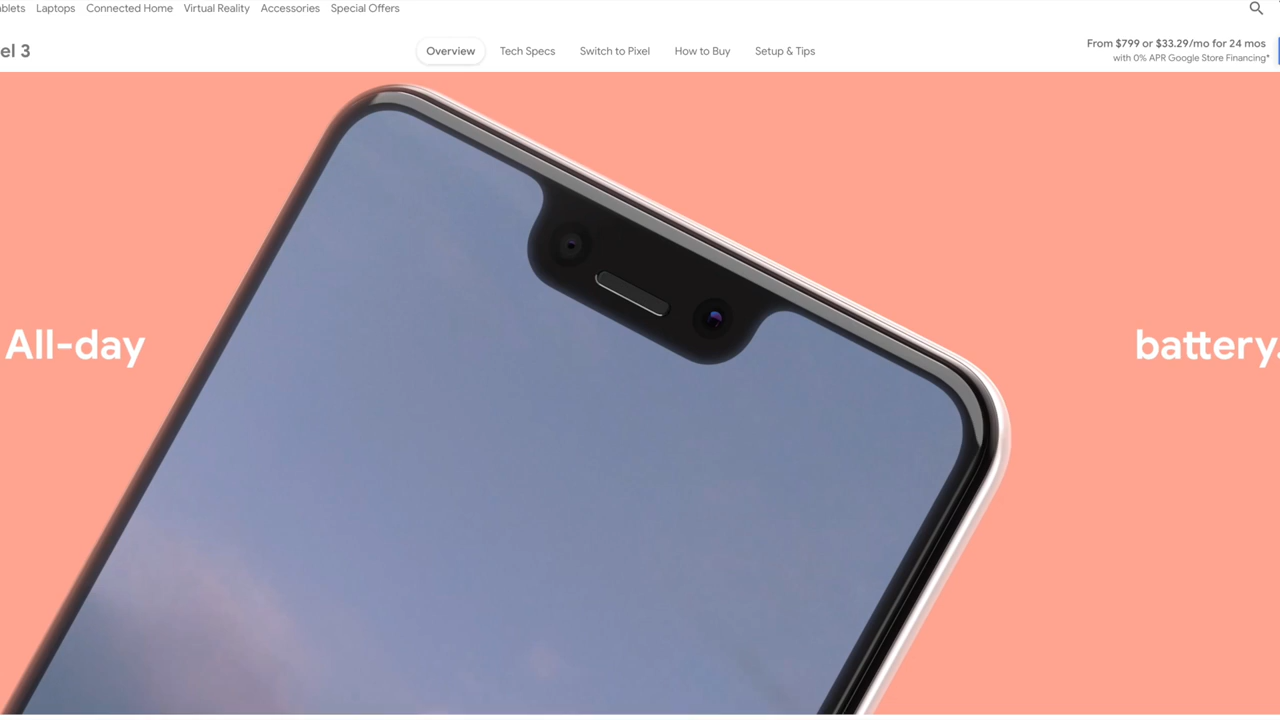 ablets Laptops Connected Home Virtual Reality Accessories Special Offers
el 3 Overview Tech Specs Switch to Pixel How to Buy Setup & Tips From $799 or $33.29/mo for 24 mos
with 0% APR Google Store Financing*
All-day battery.